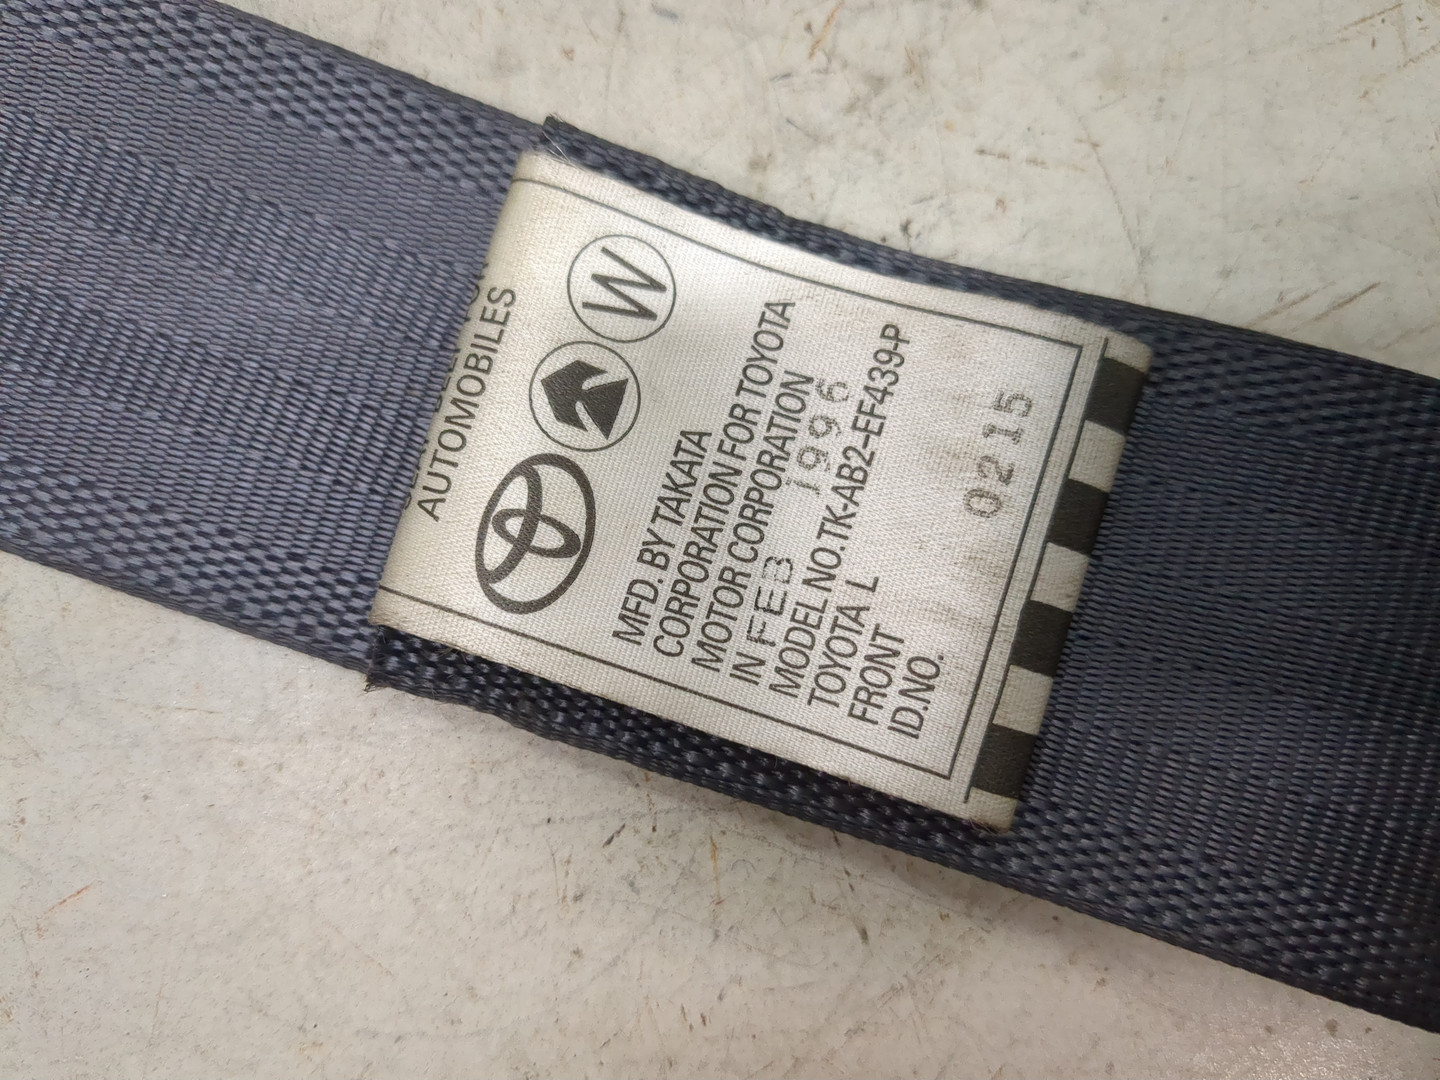 AUTOMOBILES
W
MFD. BY TAKATA
CORPORATION FOR TOYOTA
MOTOR CORPORATION
IN FEB 1996
MODEL NO.TK-AB2-EF439-P
TOYOTA L
FRONT
ID.NO. 0215